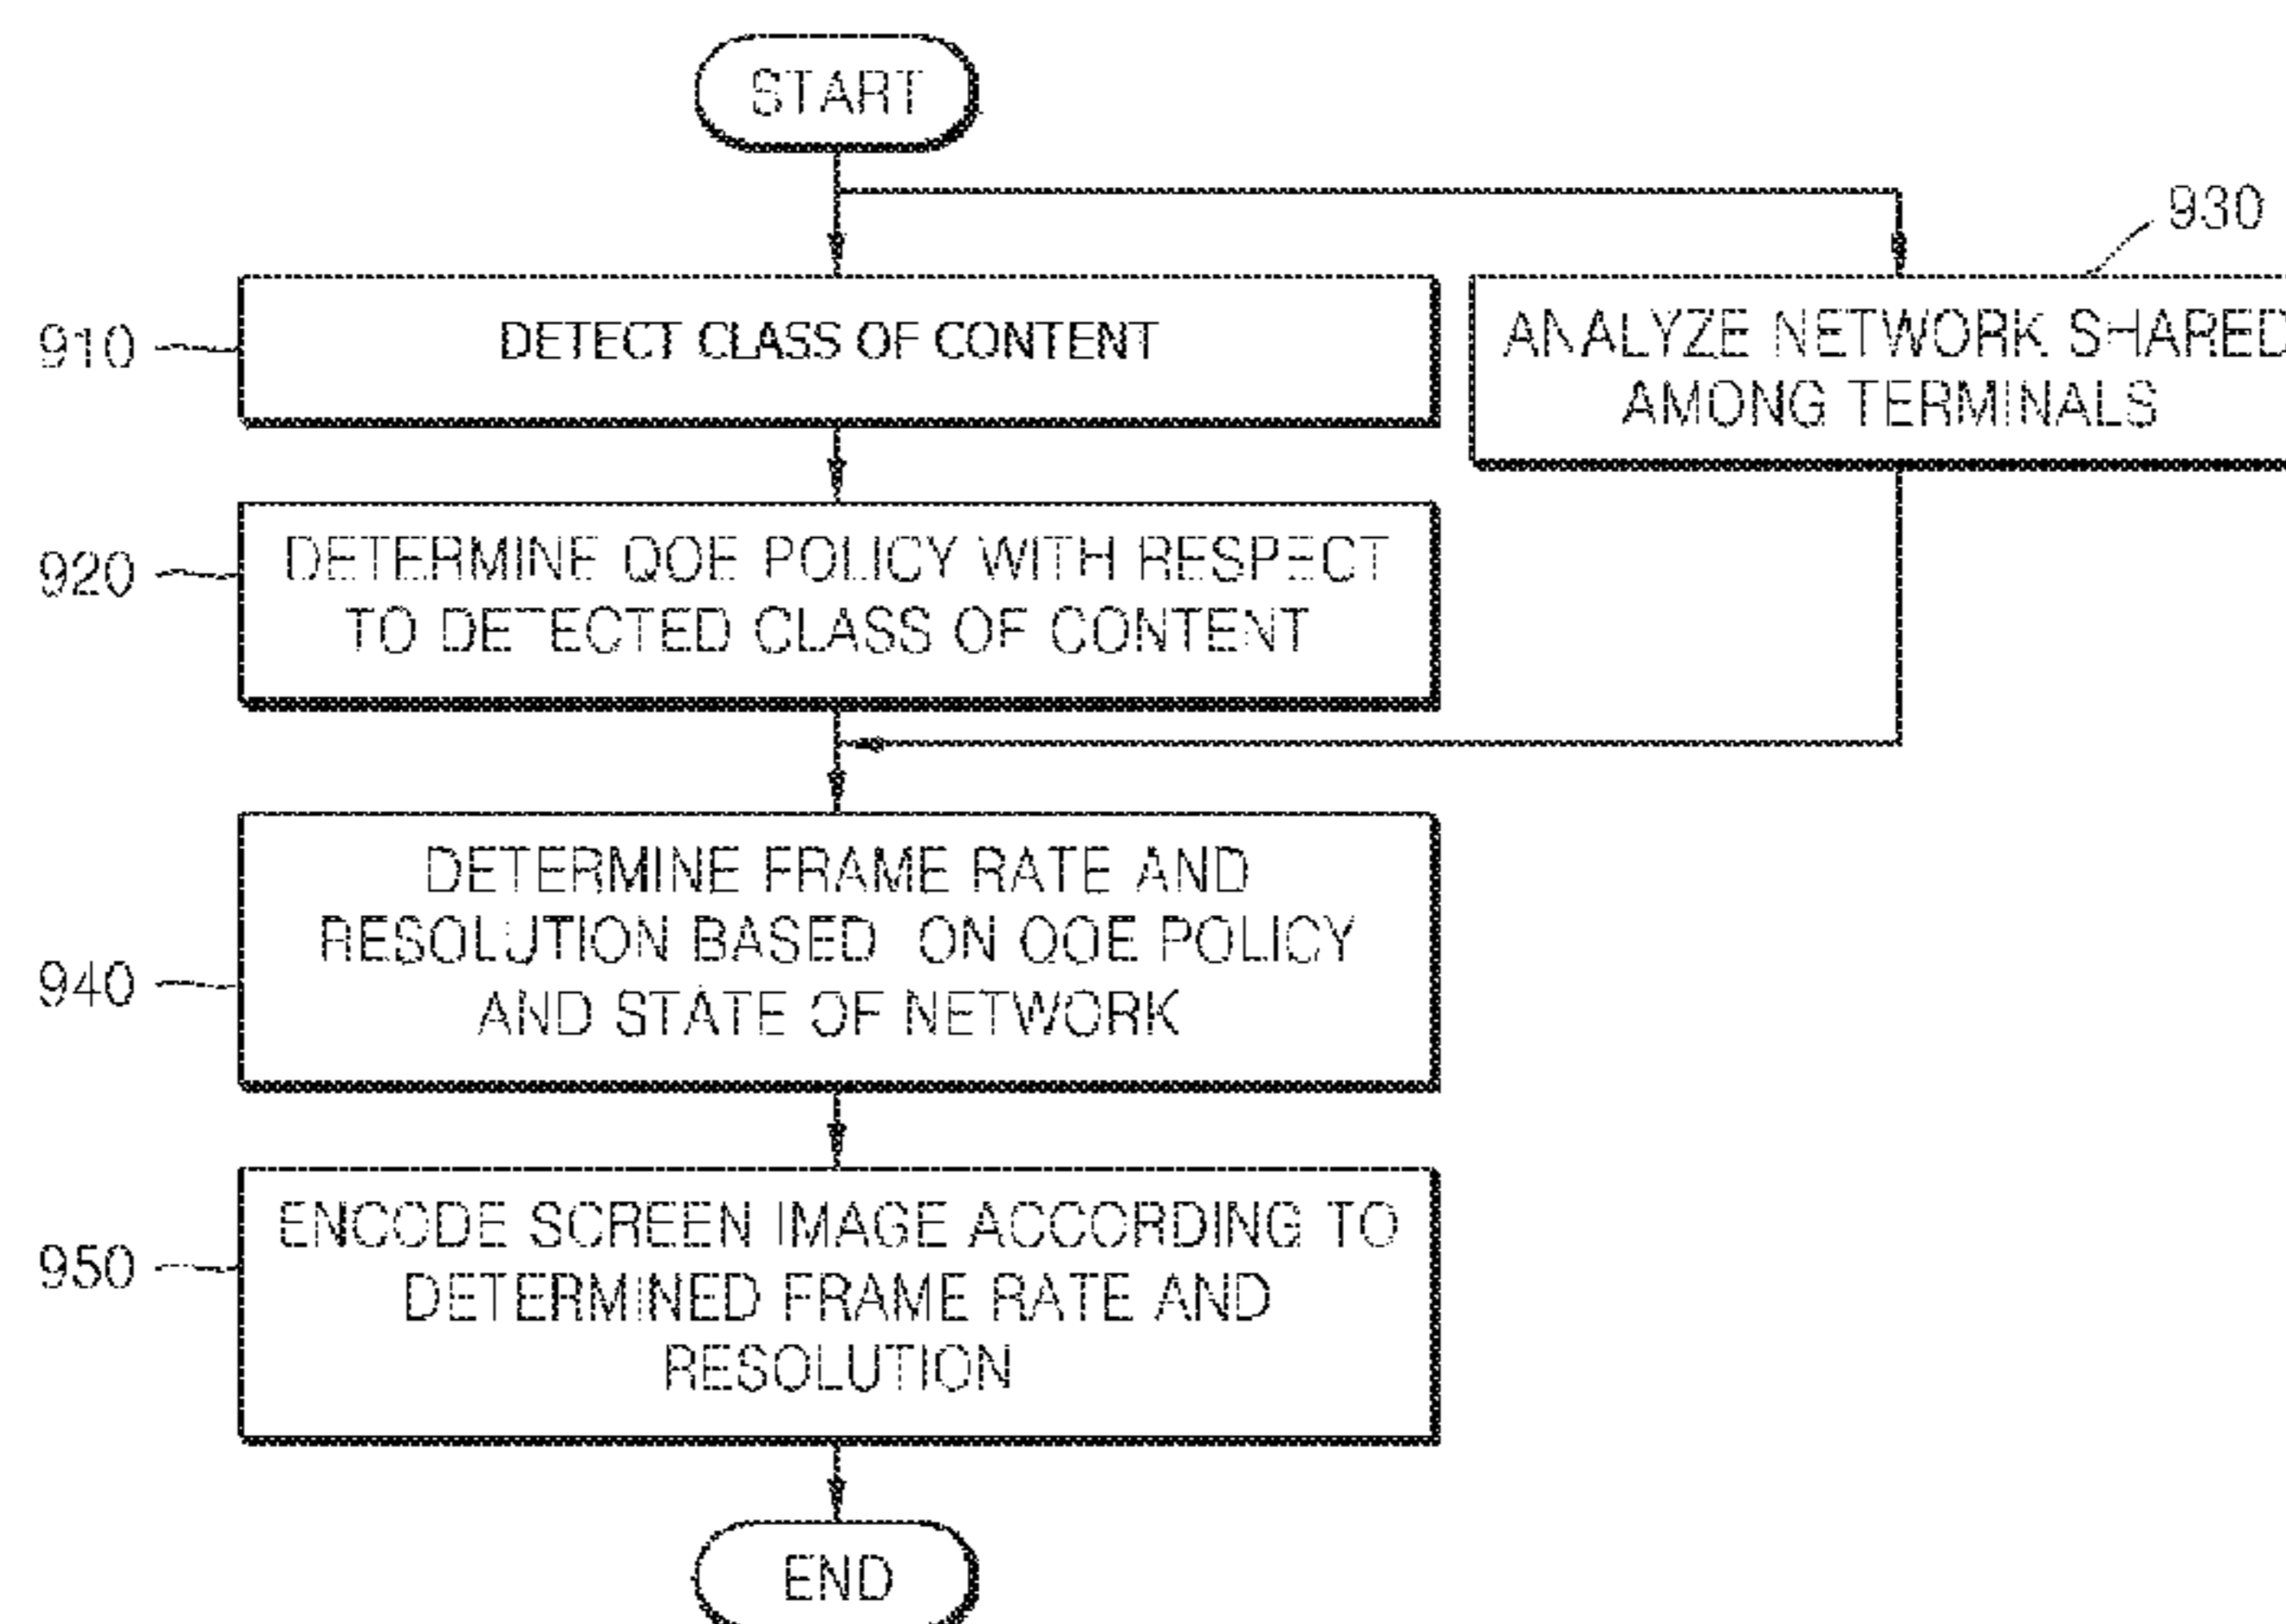 START
930
910
DETECT CLASS OF CONTENT
ANALYZE NETWORK SHARED
AMONG TERMINALS
920
DETERMINE QOE POLICY WITH RESPECT
TO DETECTED CLASS OF CONTENT
940
DETERMINE FRAME RATE AND
RESOLUTION BASED ON QOE POLICY
AND STATE OF NETWORK
950
ENCODE SCREEN IMAGE ACCORDING TO
DETERMINED FRAME RATE AND
RESOLUTION
END